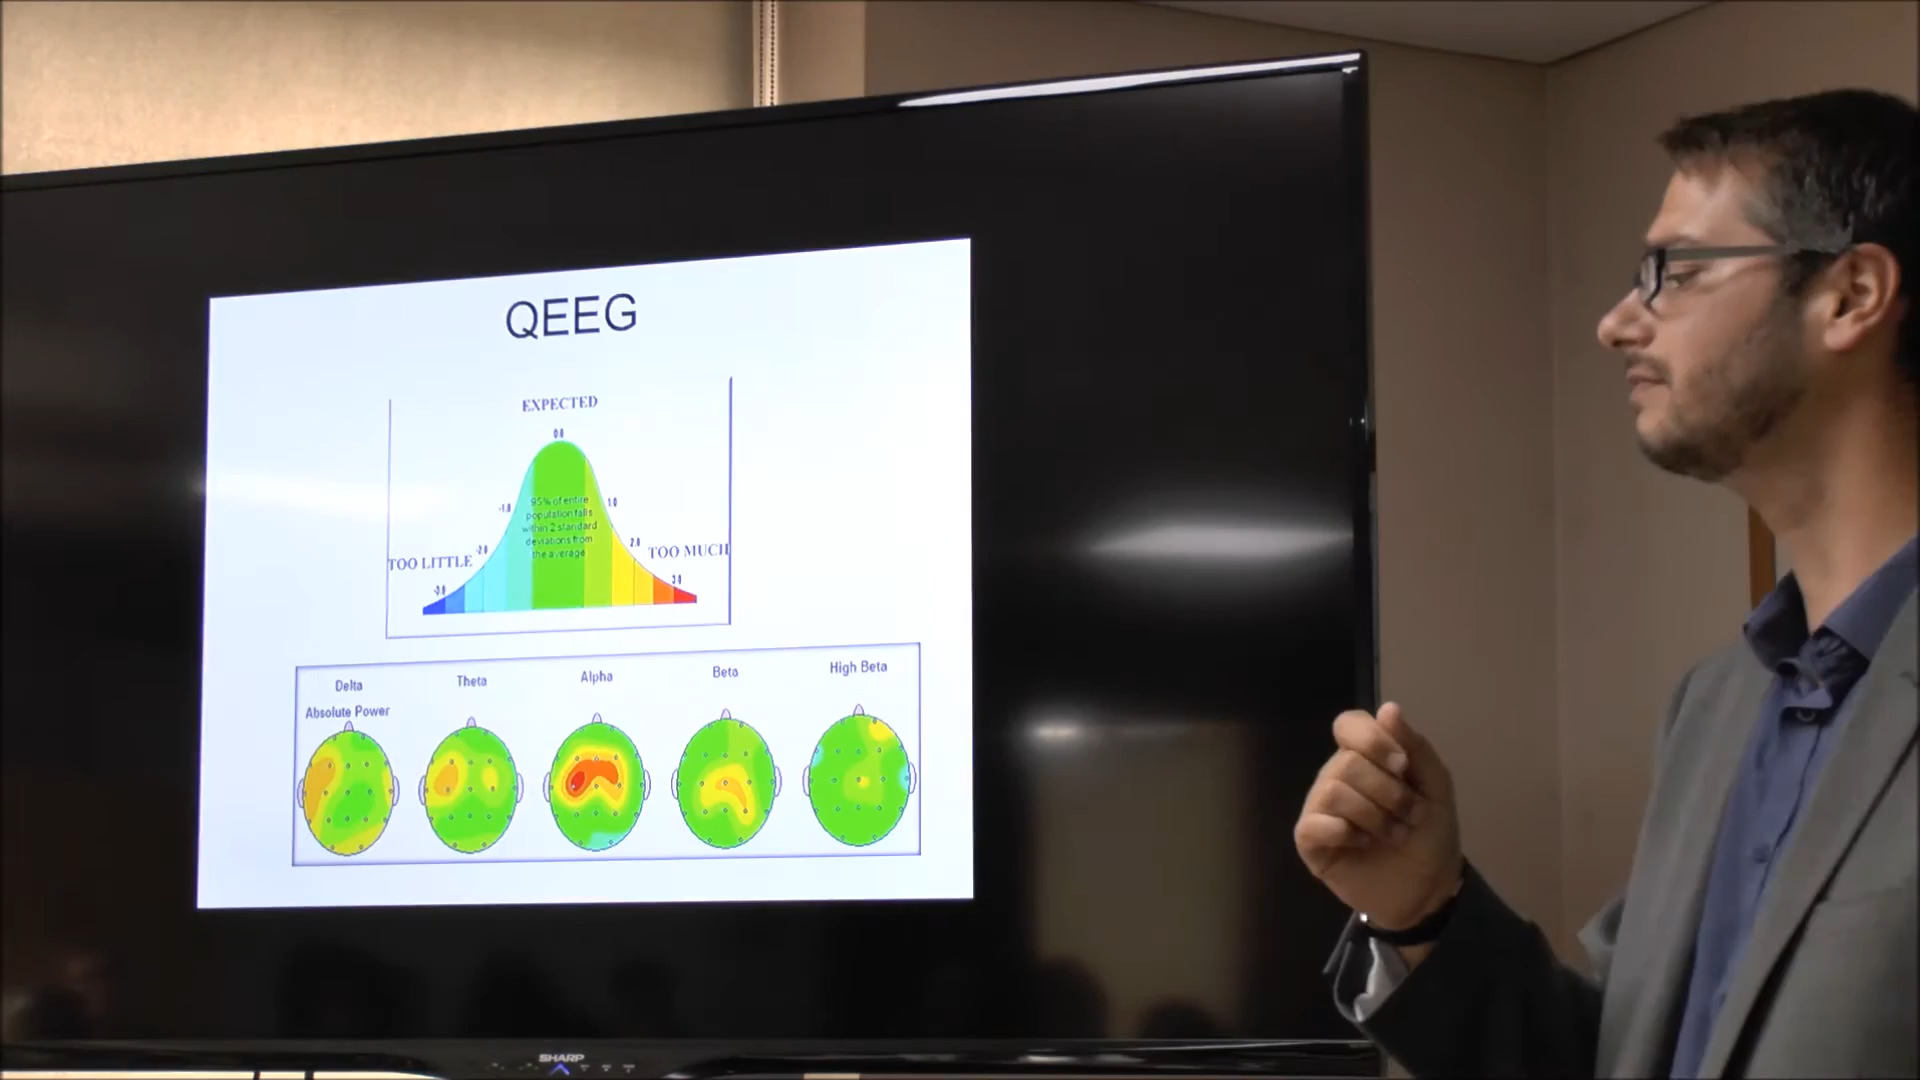 QEEG
EXPECTED
0.0
-1.0
1.0
95% of entire
population falls
within 2 standard
deviations from
the average
-2.0
2.0
TOO LITTLE
TOO MUCH
-3.0
3.0
Delta
Theta
Alpha
Beta
High Beta
Absolute Power
SHARP